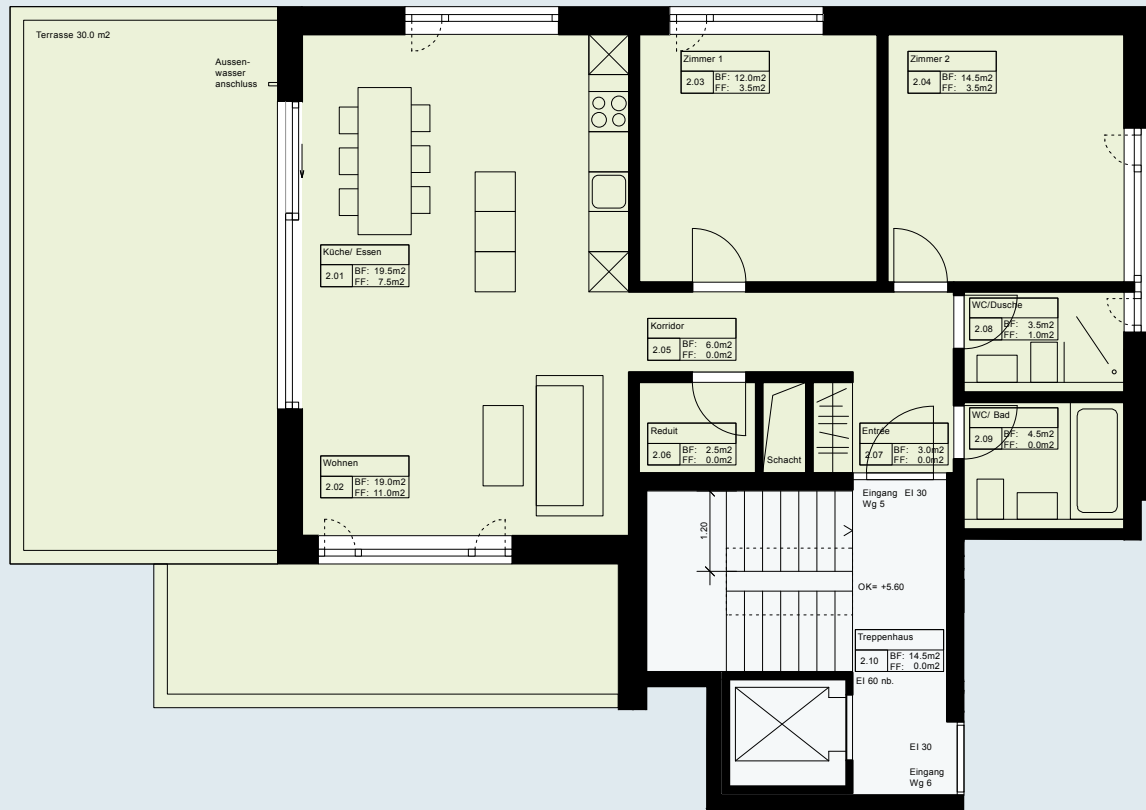 Terrasse 30.0 m2
Aussen-
wasser
anschluss
Zimmer 1
2.03
BF: 12.0m2
FF: 3.5m2
Zimmer 2
2.04
BF: 14.5m2
FF: 3.5m2
Küche/ Essen
2.01
BF: 19.5m2
FF: 7.5m2
Korridor
2.05
BF: 6.0m2
FF: 0.0m2
WC/Dusche
2.08
BF: 3.5m2
FF: 1.0m2
Wohnen
2.02
BF: 19.0m2
FF: 11.0m2
Reduit
2.06
BF: 2.5m2
FF: 0.0m2
Schacht
Entrée
2.07
BF: 3.0m2
FF: 0.0m2
WC/ Bad
2.09
BF: 4.5m2
FF: 0.0m2
Eingang EI 30
Wg 5
1.20
OK= +5.60
Treppenhaus
2.10
BF: 14.5m2
FF: 0.0m2
EI 60 nb.
EI 30
Eingang
Wg 6